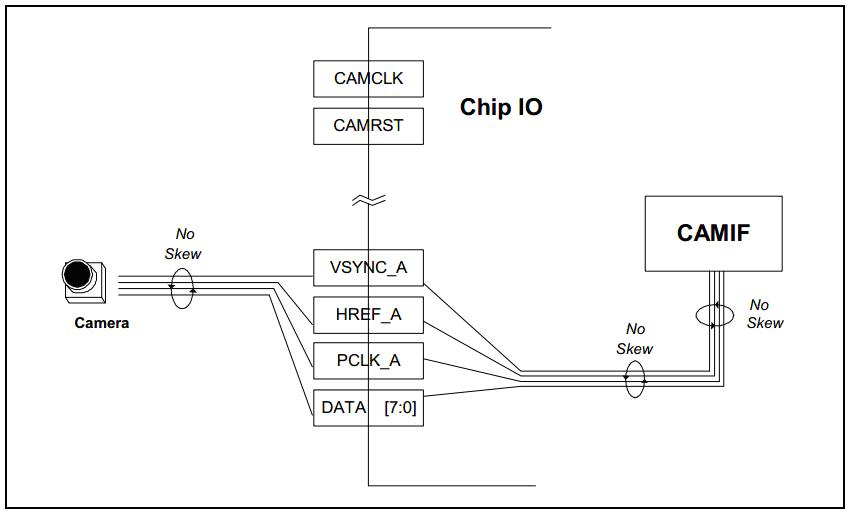 CAMCLK
Chip IO
CAMRST
No
Skew
CAMIF
VSYNC_A
HREF_A
No
Skew
Camera
No
Skew
PCLK_A
DATA [7:0]